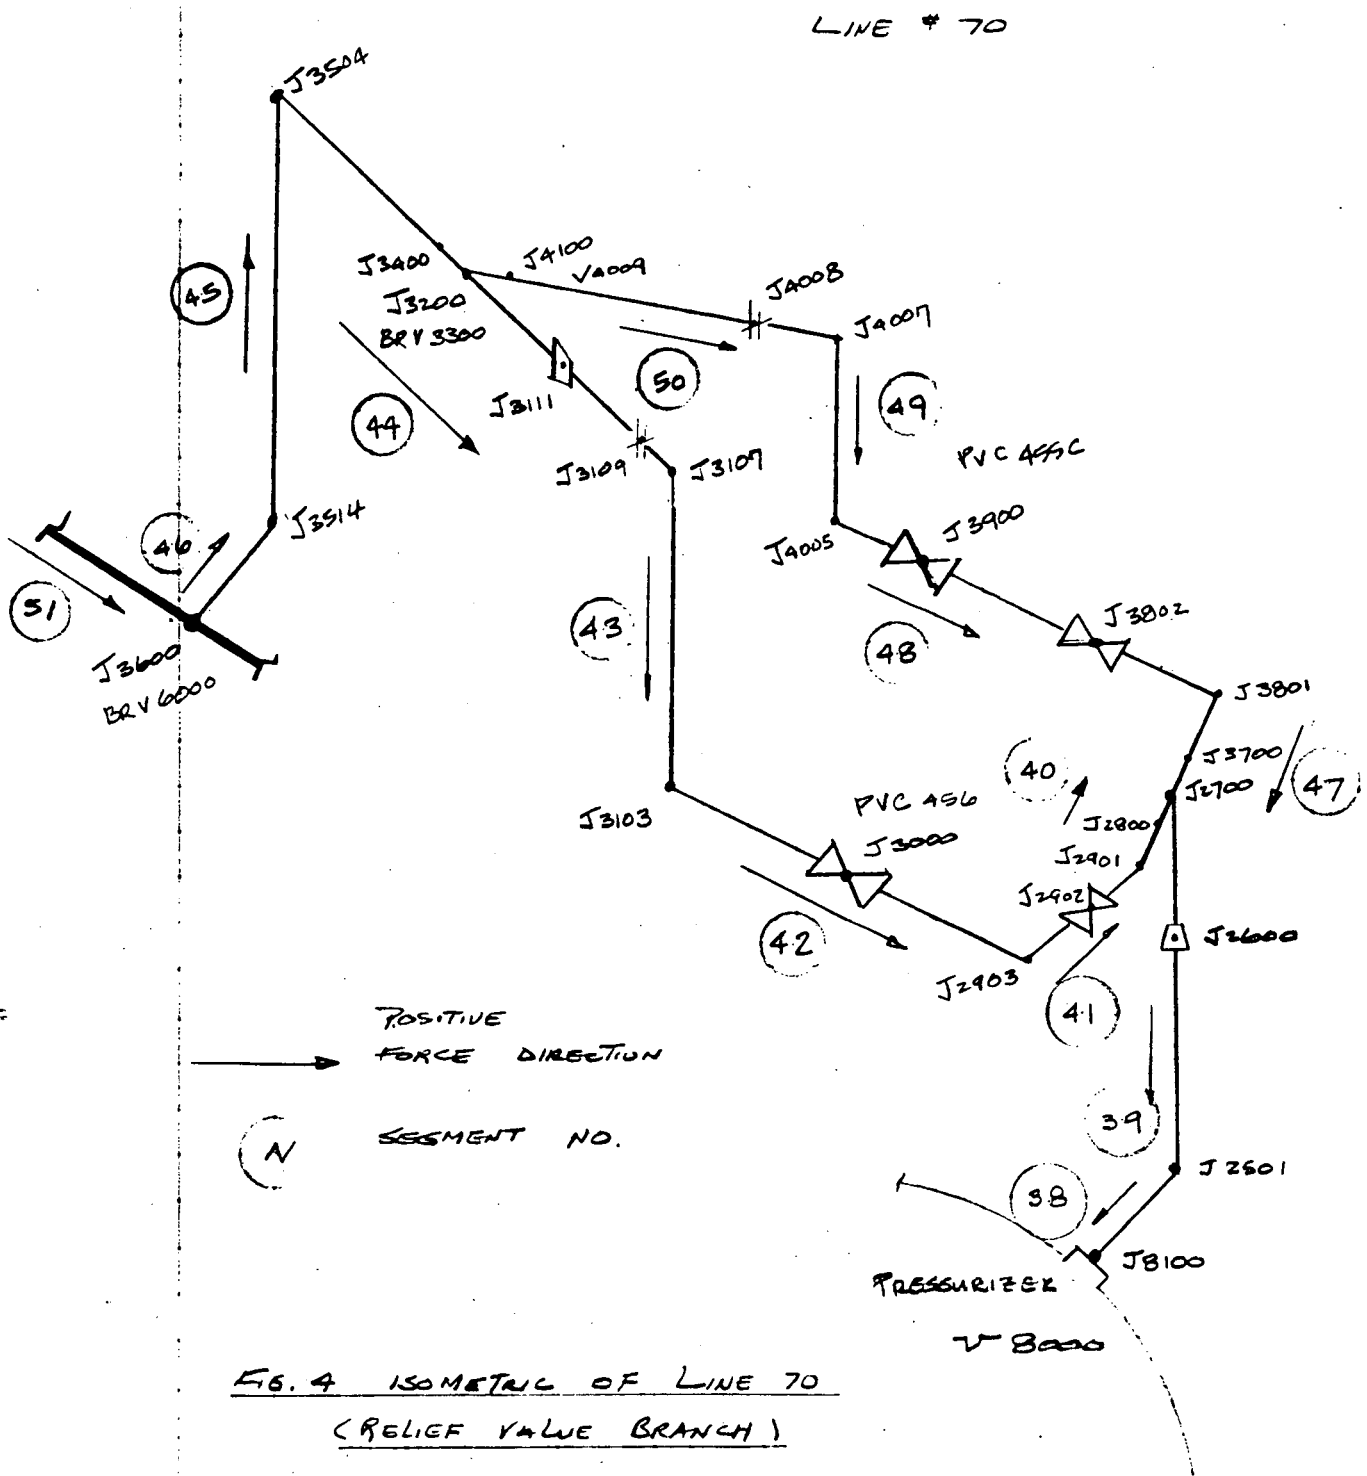 LINE # 70
J3504
J3400
J4100
V4009
J4008
J3200
BRV 3300
J4007
45
50
49
J3111
44
PVC 455C
J3109
J3107
J3514
J3900
46
J4005
51
J3802
43
48
J3600
BRV 6000
J3801
J3700
40
47
J2700
PVC 456
J3103
J2800
J3000
J2901
J2902
42
J2600
J2903
41
POSITIVE
FORCE DIRECTION
39
N SEGMENT NO.
J2501
38
J8100
PRESSURIZER
V 8000
FIG. 4 ISOMETRIC OF LINE 70
(RELIEF VALUE BRANCH)